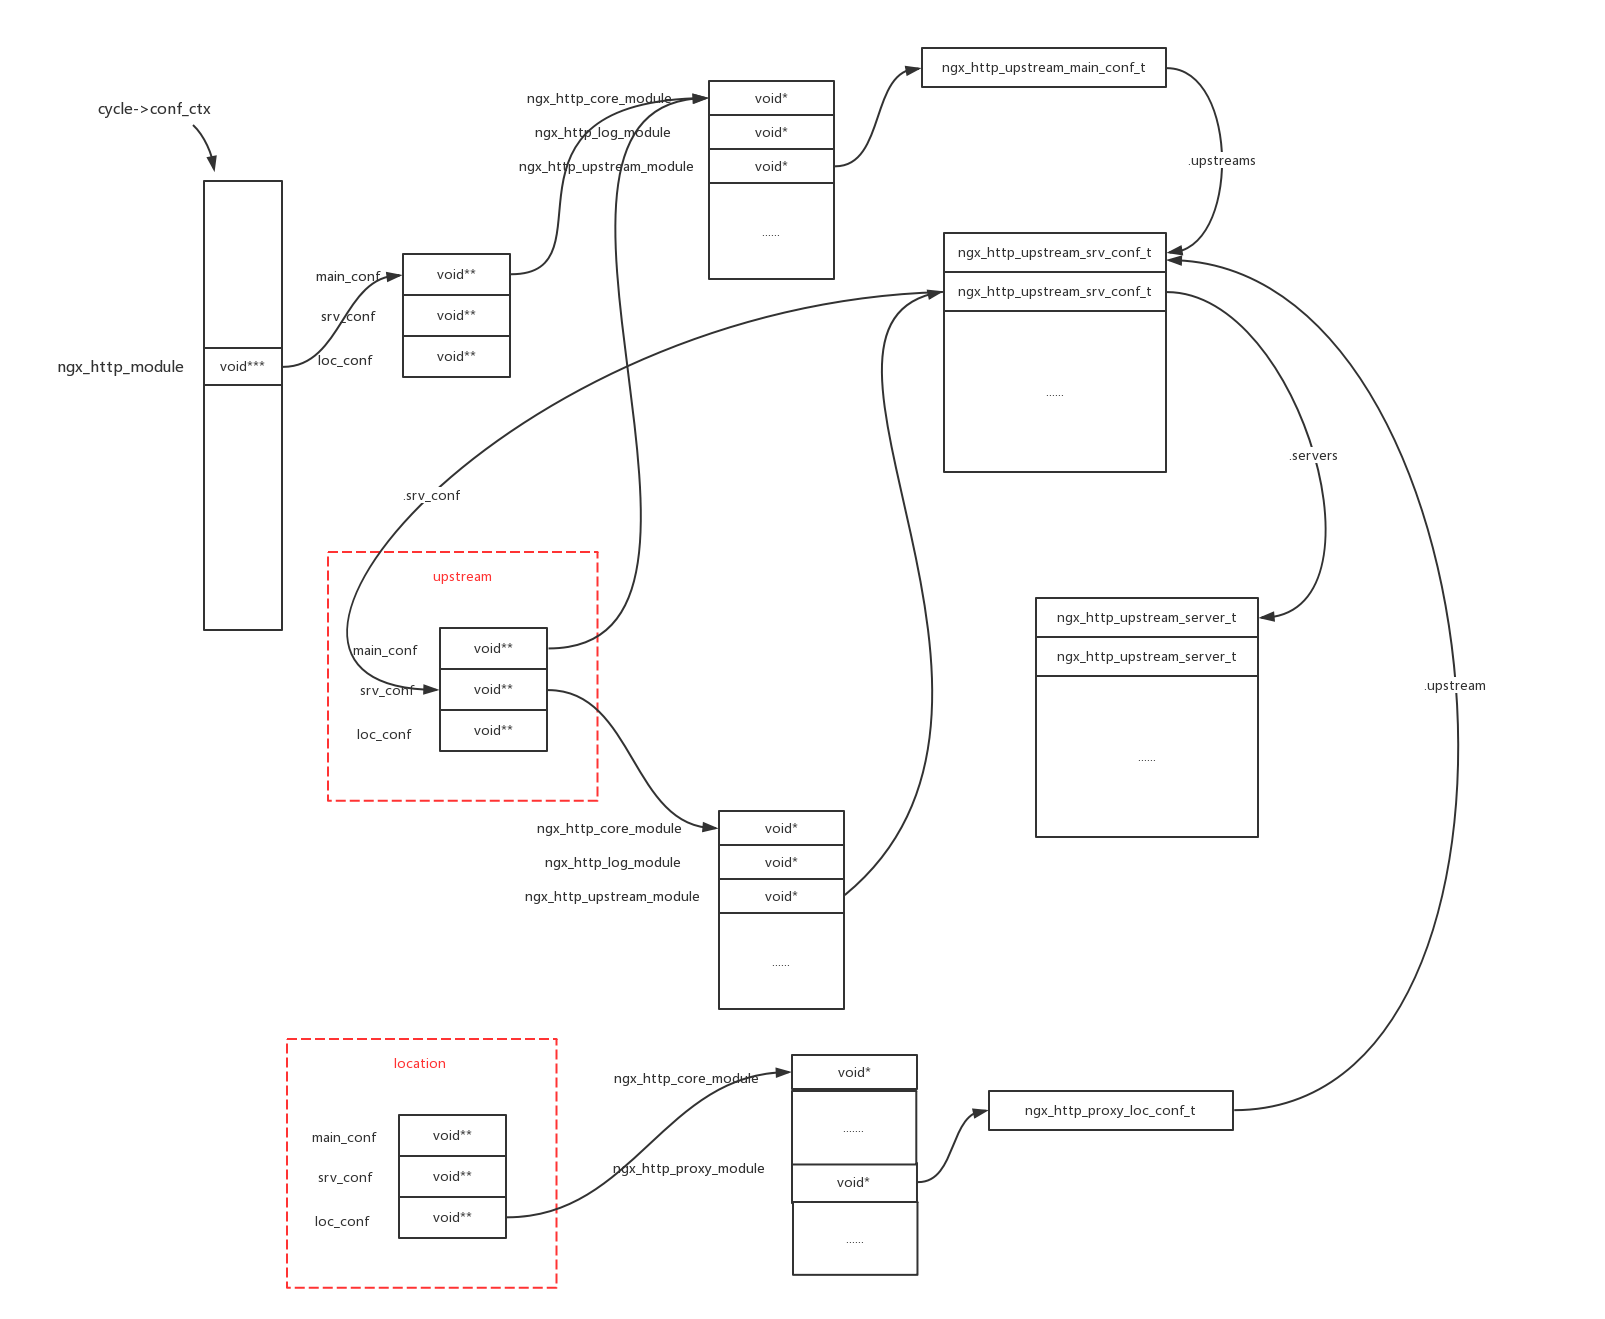 cycle->conf_ctx
ngx_http_module
void***
main_conf
srv_conf
loc_conf
void**
void**
void**
ngx_http_core_module
ngx_http_log_module
ngx_http_upstream_module
void*
void*
void*
......
ngx_http_upstream_main_conf_t
.upstreams
ngx_http_upstream_srv_conf_t
ngx_http_upstream_srv_conf_t
......
.servers
.srv_conf
upstream
main_conf
srv_conf
loc_conf
void**
void**
void**
ngx_http_upstream_server_t
ngx_http_upstream_server_t
......
.upstream
ngx_http_core_module
ngx_http_log_module
ngx_http_upstream_module
void*
void*
void*
......
location
main_conf
srv_conf
loc_conf
void**
void**
void**
ngx_http_core_module
ngx_http_proxy_module
void*
.......
void*
......
ngx_http_proxy_loc_conf_t